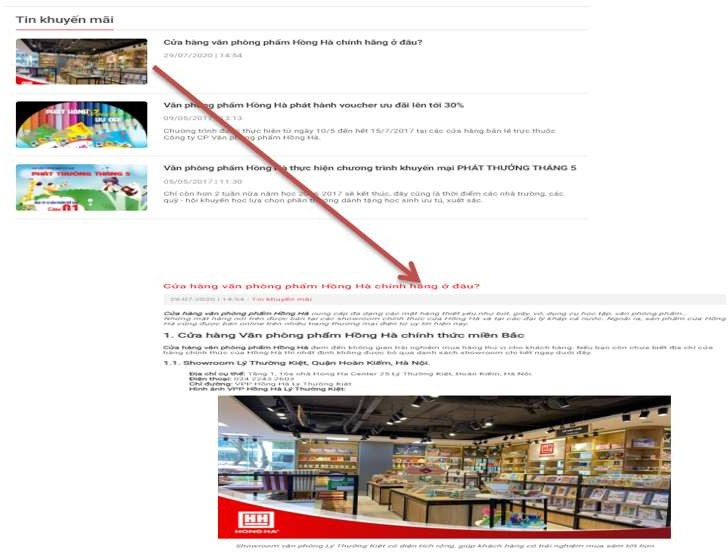 Tin khuyến mãi
Cửa hàng văn phòng phẩm Hồng Hà chính hãng ở đâu?
29/07/2020 | 14:54
Văn phòng phẩm Hồng Hà phát hành voucher ưu đãi lên tới 30%
09/05/2017 13:13
Chương trình được thực hiện từ ngày 10/5 đến hết 15/7/2017 tại các cửa hàng bán lẻ trực thuộc
Công ty CP Văn phòng phẩm Hồng Hà.
PHÁT HÀNH
ƯU ĐÃI
Văn phòng phẩm Hồng Hà thực hiện chương trình khuyến mại PHÁT THƯỞNG THÁNG 5
PHÁT THƯỞNG THÁNG 5
05/05/2017 | 11:30
Chỉ còn hơn 2 tuần nữa năm học 2016-2017 sẽ kết thúc, đây cũng là thời điểm các nhà trường, các
quỹ - hội khuyến học lựa chọn phần thưởng dành tặng học sinh ưu tú, xuất sắc.
01
Cửa hàng văn phòng phẩm Hồng Hà chính hãng ở đâu?
29-07-2020 | 14:54 - Tin khuyến mãi
Cửa hàng văn phòng phẩm Hồng Hà cung cấp đa dạng các mặt hàng thiết yếu như bút, giấy, vở, dụng cụ học tập, văn phòng phẩm...
Những mặt hàng nói trên được bán tại các showroom chính thức của Hồng Hà và tại các đại lý khắp cả nước. Ngoài ra, sản phẩm của Hồng
Hà cũng được bán online trên nhiều trang thương mại điện tử uy tín hiện nay.
1. Cửa hàng Văn phòng phẩm Hồng Hà chính thức miền Bắc
Cửa hàng văn phòng phẩm Hồng Hà đem đến không gian trải nghiệm mua hàng thú vị cho khách hàng. Nếu bạn còn chưa biết địa chỉ cửa
hàng chính thức của Hồng Hà thì nhất định không được bỏ qua danh sách showroom chi tiết ngay dưới đây.
1.1. Showroom Lý Thường Kiệt, Quận Hoàn Kiếm, Hà Nội.
Địa chỉ cụ thể: Tầng 1, Tòa nhà Hong Ha Center 25 Lý Thường Kiệt, Hoàn Kiếm, Hà Nội
Điện thoại: 024 2243 2603
Chỉ đường: VPP Hồng Hà Lý Thường Kiệt
Hình ảnh VPP Hồng Hà Lý Thường Kiệt:
HH
HONG HA
Showroom văn phòng Lý Thường Kiệt có diện tích rộng, giúp khách hàng có trải nghiệm mua sắm tốt hơn